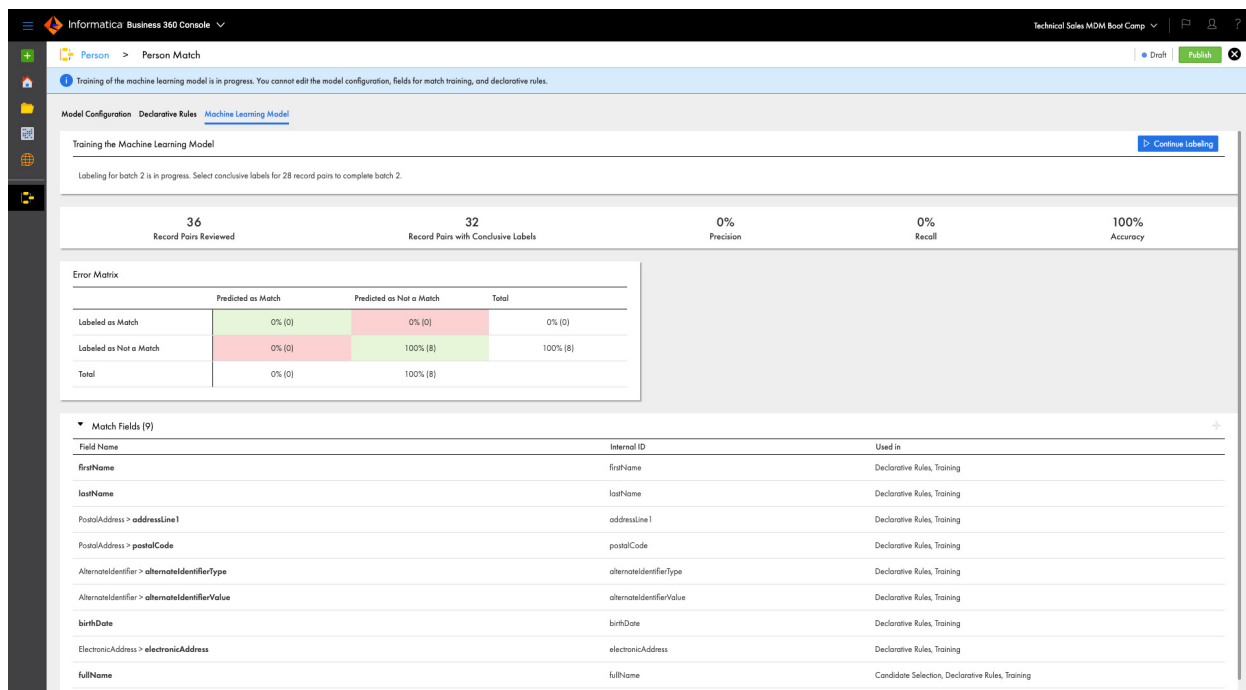 Informatica Business 360 Console
Technical Sales MDM Boot Camp
?
Person > Person Match
Draft
Publish
Training of the machine learning model is in progress. You cannot edit the model configuration, fields for match training, and declarative rules.
Model Configuration Declarative Rules Machine Learning Model
Training the Machine Learning Model
Continue Labeling
Labeling for batch 2 is in progress. Select conclusive labels for 28 record pairs to complete batch 2.
36 32 0% 0% 100%
Record Pairs Reviewed Record Pairs with Conclusive Labels Precision Recall Accuracy
Error Matrix
Predicted as Match Predicted as Not a Match Total
Labeled as Match 0% (0) 0% (0) 0% (0)
Labeled as Not a Match 0% (0) 100% (8) 100% (8)
Total 0% (0) 100% (8)
Match Fields (9)
Field Name Internal ID Used in
firstName firstName Declarative Rules, Training
lastName lastName Declarative Rules, Training
PostalAddress > addressLine1 addressLine1 Declarative Rules, Training
PostalAddress > postalCode postalCode Declarative Rules, Training
AlternateIdentifier > alternateIdentifierType alternateIdentifierType Declarative Rules, Training
AlternateIdentifier > alternateIdentifierValue alternateIdentifierValue Declarative Rules, Training
birthDate birthDate Declarative Rules, Training
ElectronicAddress > electronicAddress electronicAddress Declarative Rules, Training
fullName fullName Candidate Selection, Declarative Rules, Training